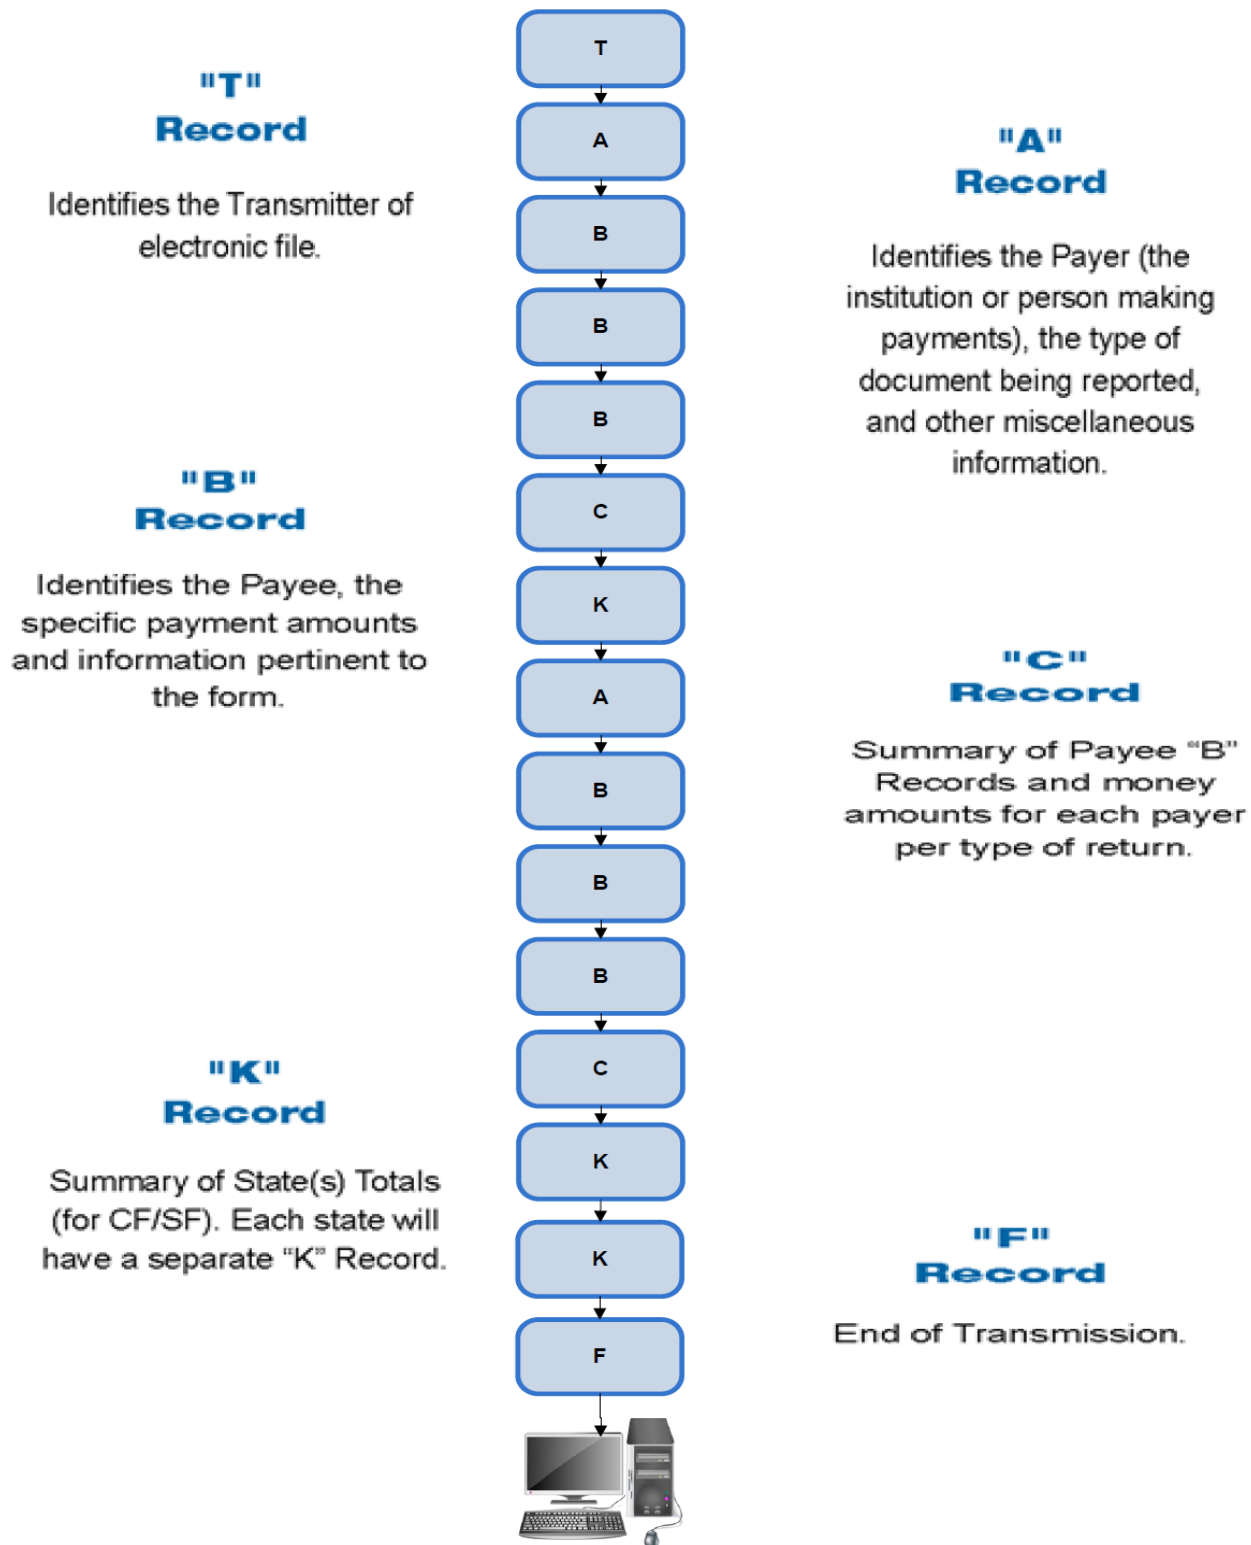 T
"T"
Record
Identifies the Transmitter of
electronic file.
A
"A"
Record
Identifies the Payer (the
institution or person making
payments), the type of
document being reported,
and other miscellaneous
information.
B
B
B
"B"
Record
Identifies the Payee, the
specific payment amounts
and information pertinent to
the form.
C
K
"C"
Record
Summary of Payee “B”
Records and money
amounts for each payer
per type of return.
A
B
B
B
C
"K"
Record
Summary of State(s) Totals
(for CF/SF). Each state will
have a separate “K” Record.
K
K
"F"
Record
End of Transmission.
F